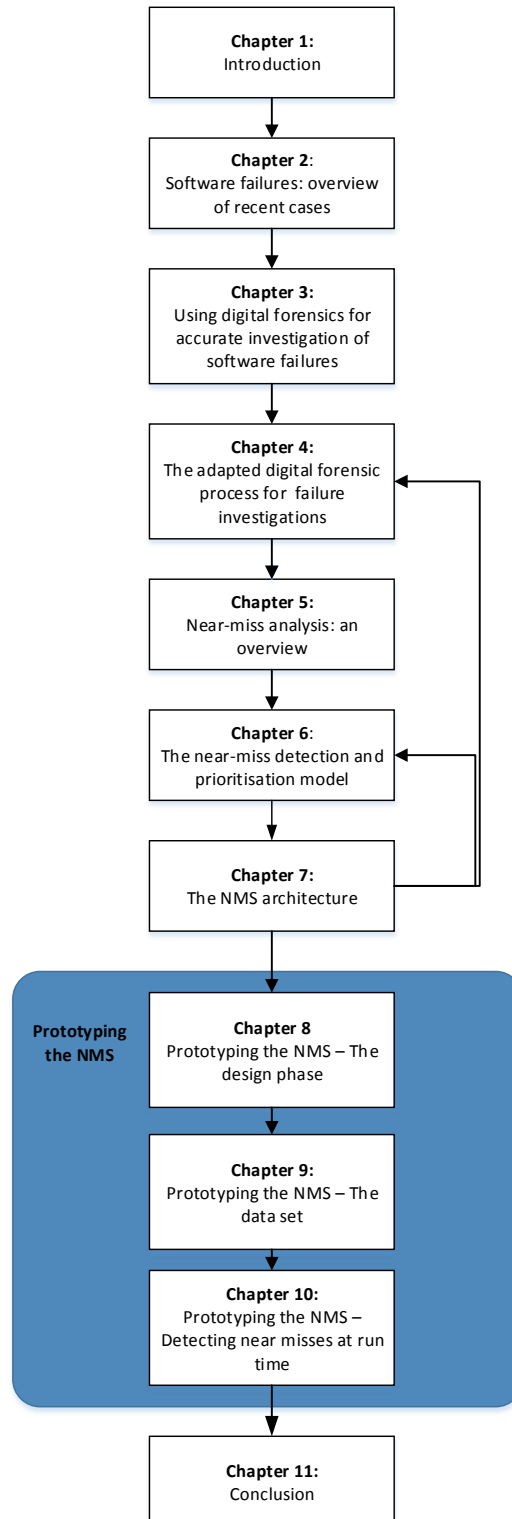 Chapter 1:
Introduction
Chapter 2:
Software failures: overview
of recent cases
Chapter 3:
Using digital forensics for
accurate investigation of
software failures
Chapter 4:
The adapted digital forensic
process for failure
investigations
Chapter 5:
Near-miss analysis: an
overview
Chapter 6:
The near-miss detection and
prioritisation model
Chapter 7:
The NMS architecture
Prototyping
the NMS
Chapter 8
Prototyping the NMS – The
design phase
Chapter 9:
Prototyping the NMS – The
data set
Chapter 10:
Prototyping the NMS –
Detecting near misses at run
time
Chapter 11:
Conclusion